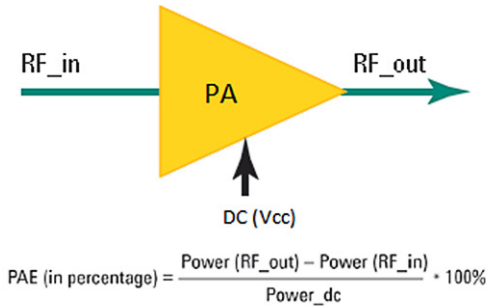 RF_in
RF_out
PA
DC (Vcc)
PAE (in percentage) = Power (RF_out) – Power (RF_in) / Power_dc • 100%